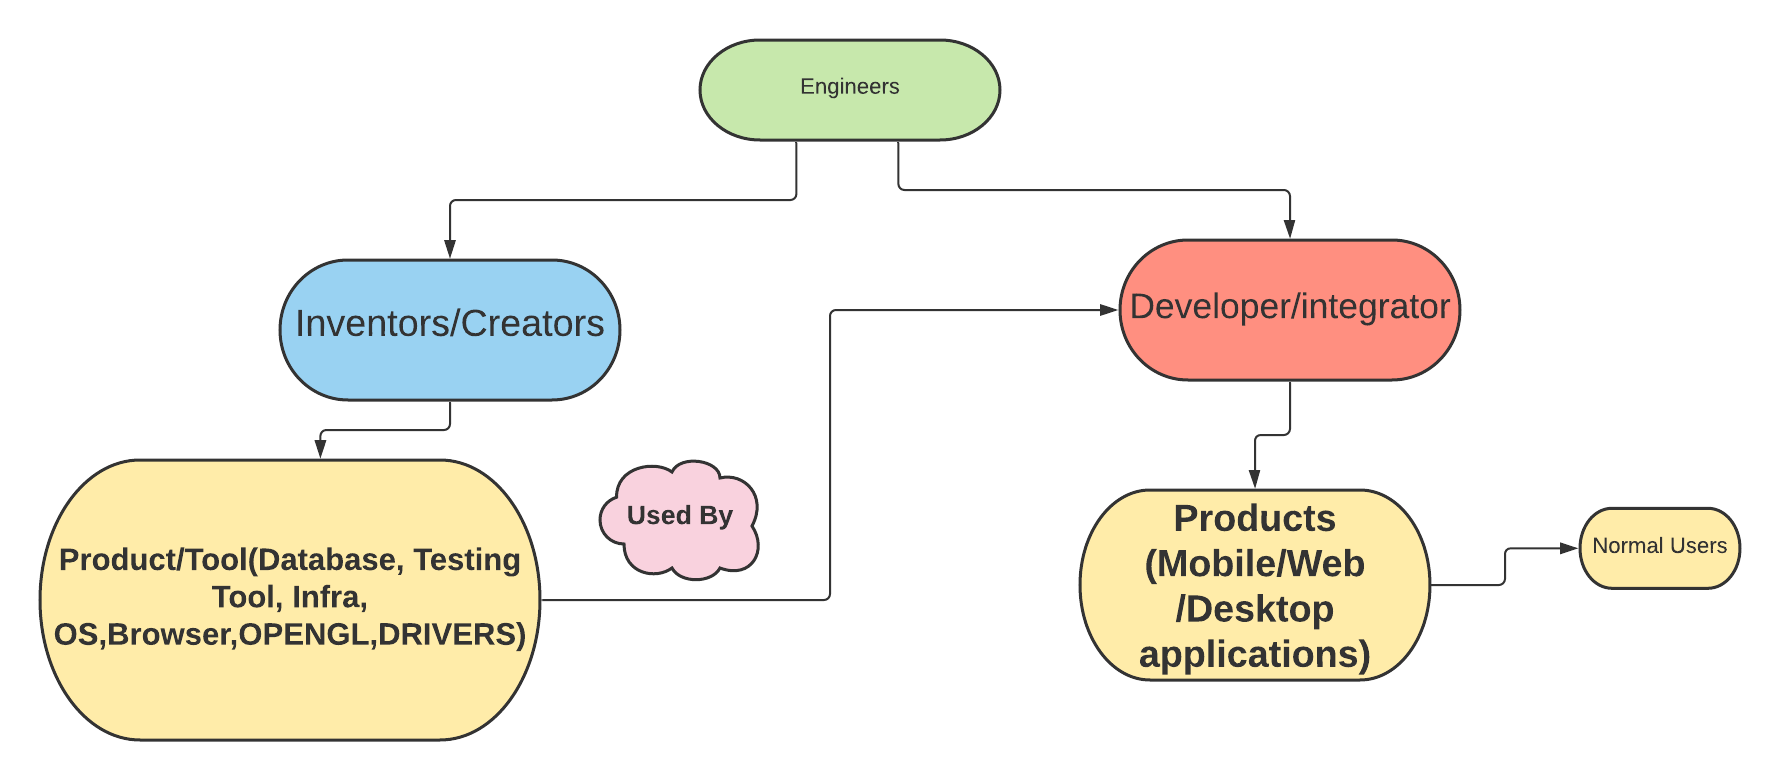 Engineers
Inventors/Creators
Developer/integrator
Product/Tool(Database, Testing
Tool, Infra,
OS,Browser,OPENGL,DRIVERS)
Used By
Products
(Mobile/Web
/Desktop
applications)
Normal Users